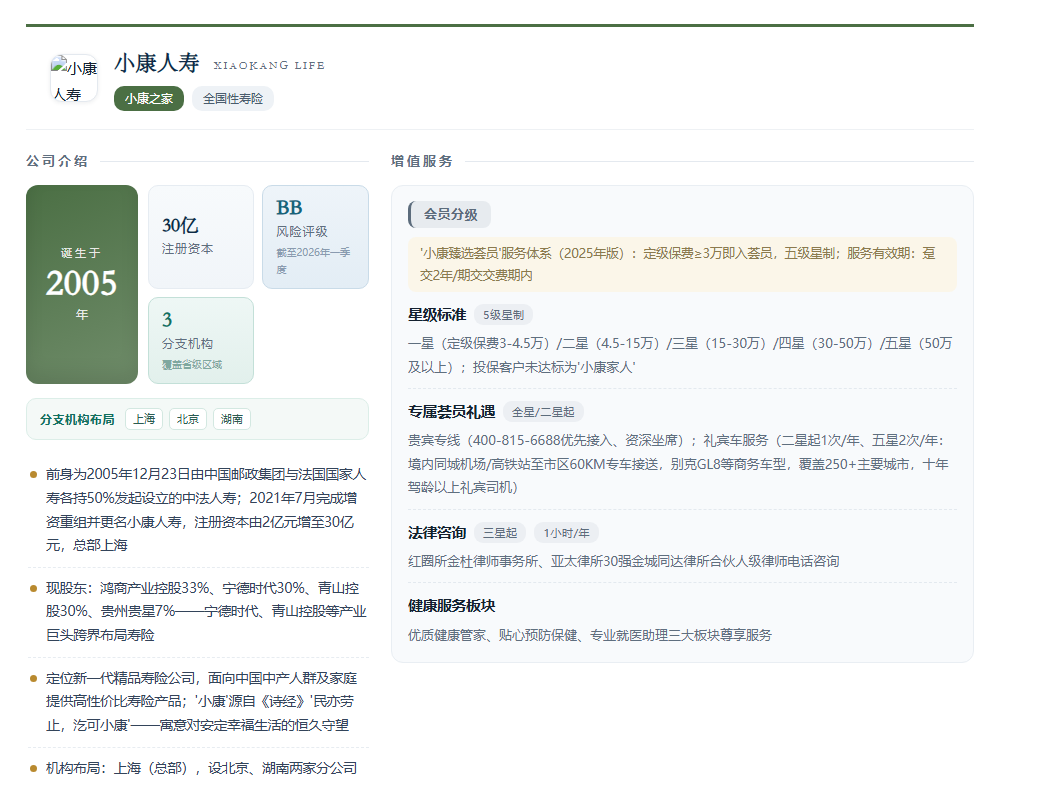 小康人寿
小康人寿 XIAOKANG LIFE
小康之家 全国性寿险
公司介绍
诞生于
2005
年
30亿
注册资本
BB
风险评级
截至2026年一季
度
3
分支机构
覆盖省级区域
分支机构布局 上海 北京 湖南
前身为2005年12月23日由中国邮政集团与法国国家人
寿各持50%发起设立的中法人寿；2021年7月完成增
资重组并更名小康人寿，注册资本由2亿元增至30亿
元，总部上海
现股东：鸿商产业控股33%、宁德时代30%、青山控
股30%、贵州贵星7%——宁德时代、青山控股等产业
巨头跨界布局寿险
定位新一代精品寿险公司，面向中国中产人群及家庭
提供高性价比寿险产品；'小康'源自《诗经》'民亦劳
止，汔可小康'——寓意对安定幸福生活的恒久守望
机构布局：上海（总部），设北京、湖南两家分公司
增值服务
会员分级
'小康臻选荟员'服务体系（2025年版）：定级保费≥3万即入荟员，五级星制；服务有效期：趸
交2年/期交交费期内
星级标准 5级星制
一星（定级保费3-4.5万）/二星（4.5-15万）/三星（15-30万）/四星（30-50万）/五星（50万
及以上）；投保客户未达标为'小康家人'
专属荟员礼遇 全星/二星起
贵宾专线（400-815-6688优先接入、资深坐席）；礼宾车服务（二星起1次/年、五星2次/年：
境内同城机场/高铁站至市区60KM专车接送，别克GL8等商务车型，覆盖250+主要城市，十年
驾龄以上礼宾司机）
法律咨询 三星起 1小时/年
红圈所金杜律师事务所、亚太律所30强金城同达律所合伙人级律师电话咨询
健康服务板块
优质健康管家、贴心预防保健、专业就医助理三大板块尊享服务